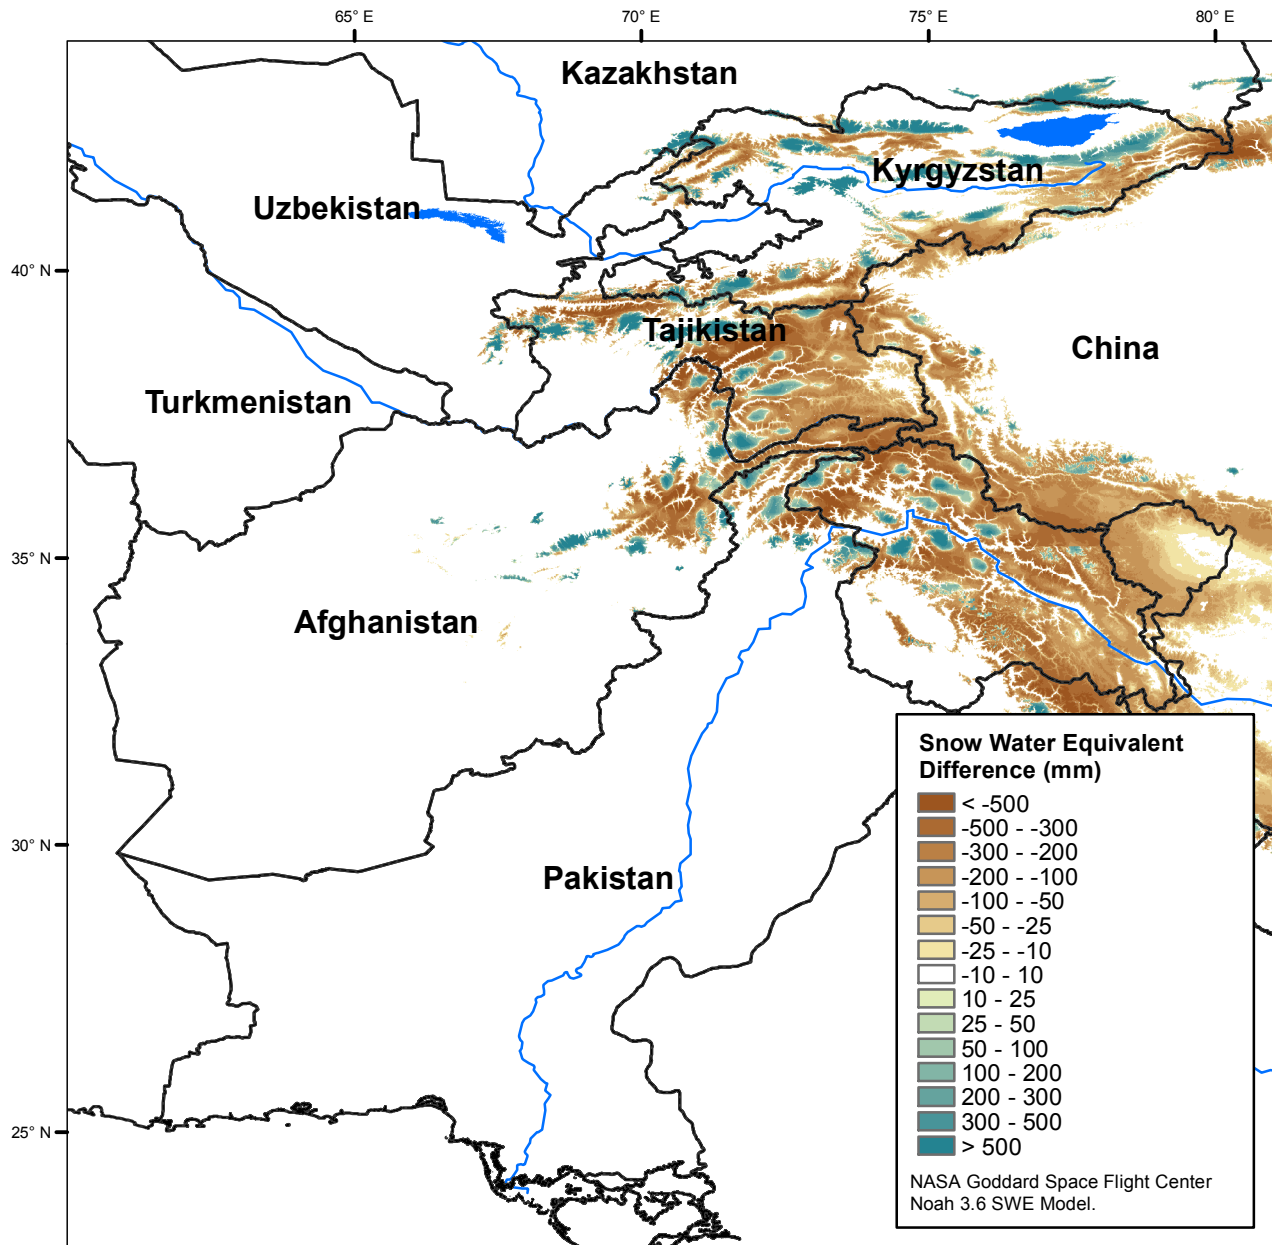 65° E
70° E
75° E
80° E
Kazakhstan
Kyrgyzstan
Uzbekistan
40° N
Tajikistan
China
Turkmenistan
35° N
Afghanistan
Snow Water Equivalent
Difference (mm)
< -500
-500 - -300
-300 - -200
-200 - -100
-100 - -50
-50 - -25
-25 - -10
-10 - 10
10 - 25
25 - 50
50 - 100
100 - 200
200 - 300
300 - 500
> 500
NASA Goddard Space Flight Center
Noah 3.6 SWE Model.
30° N
Pakistan
25° N